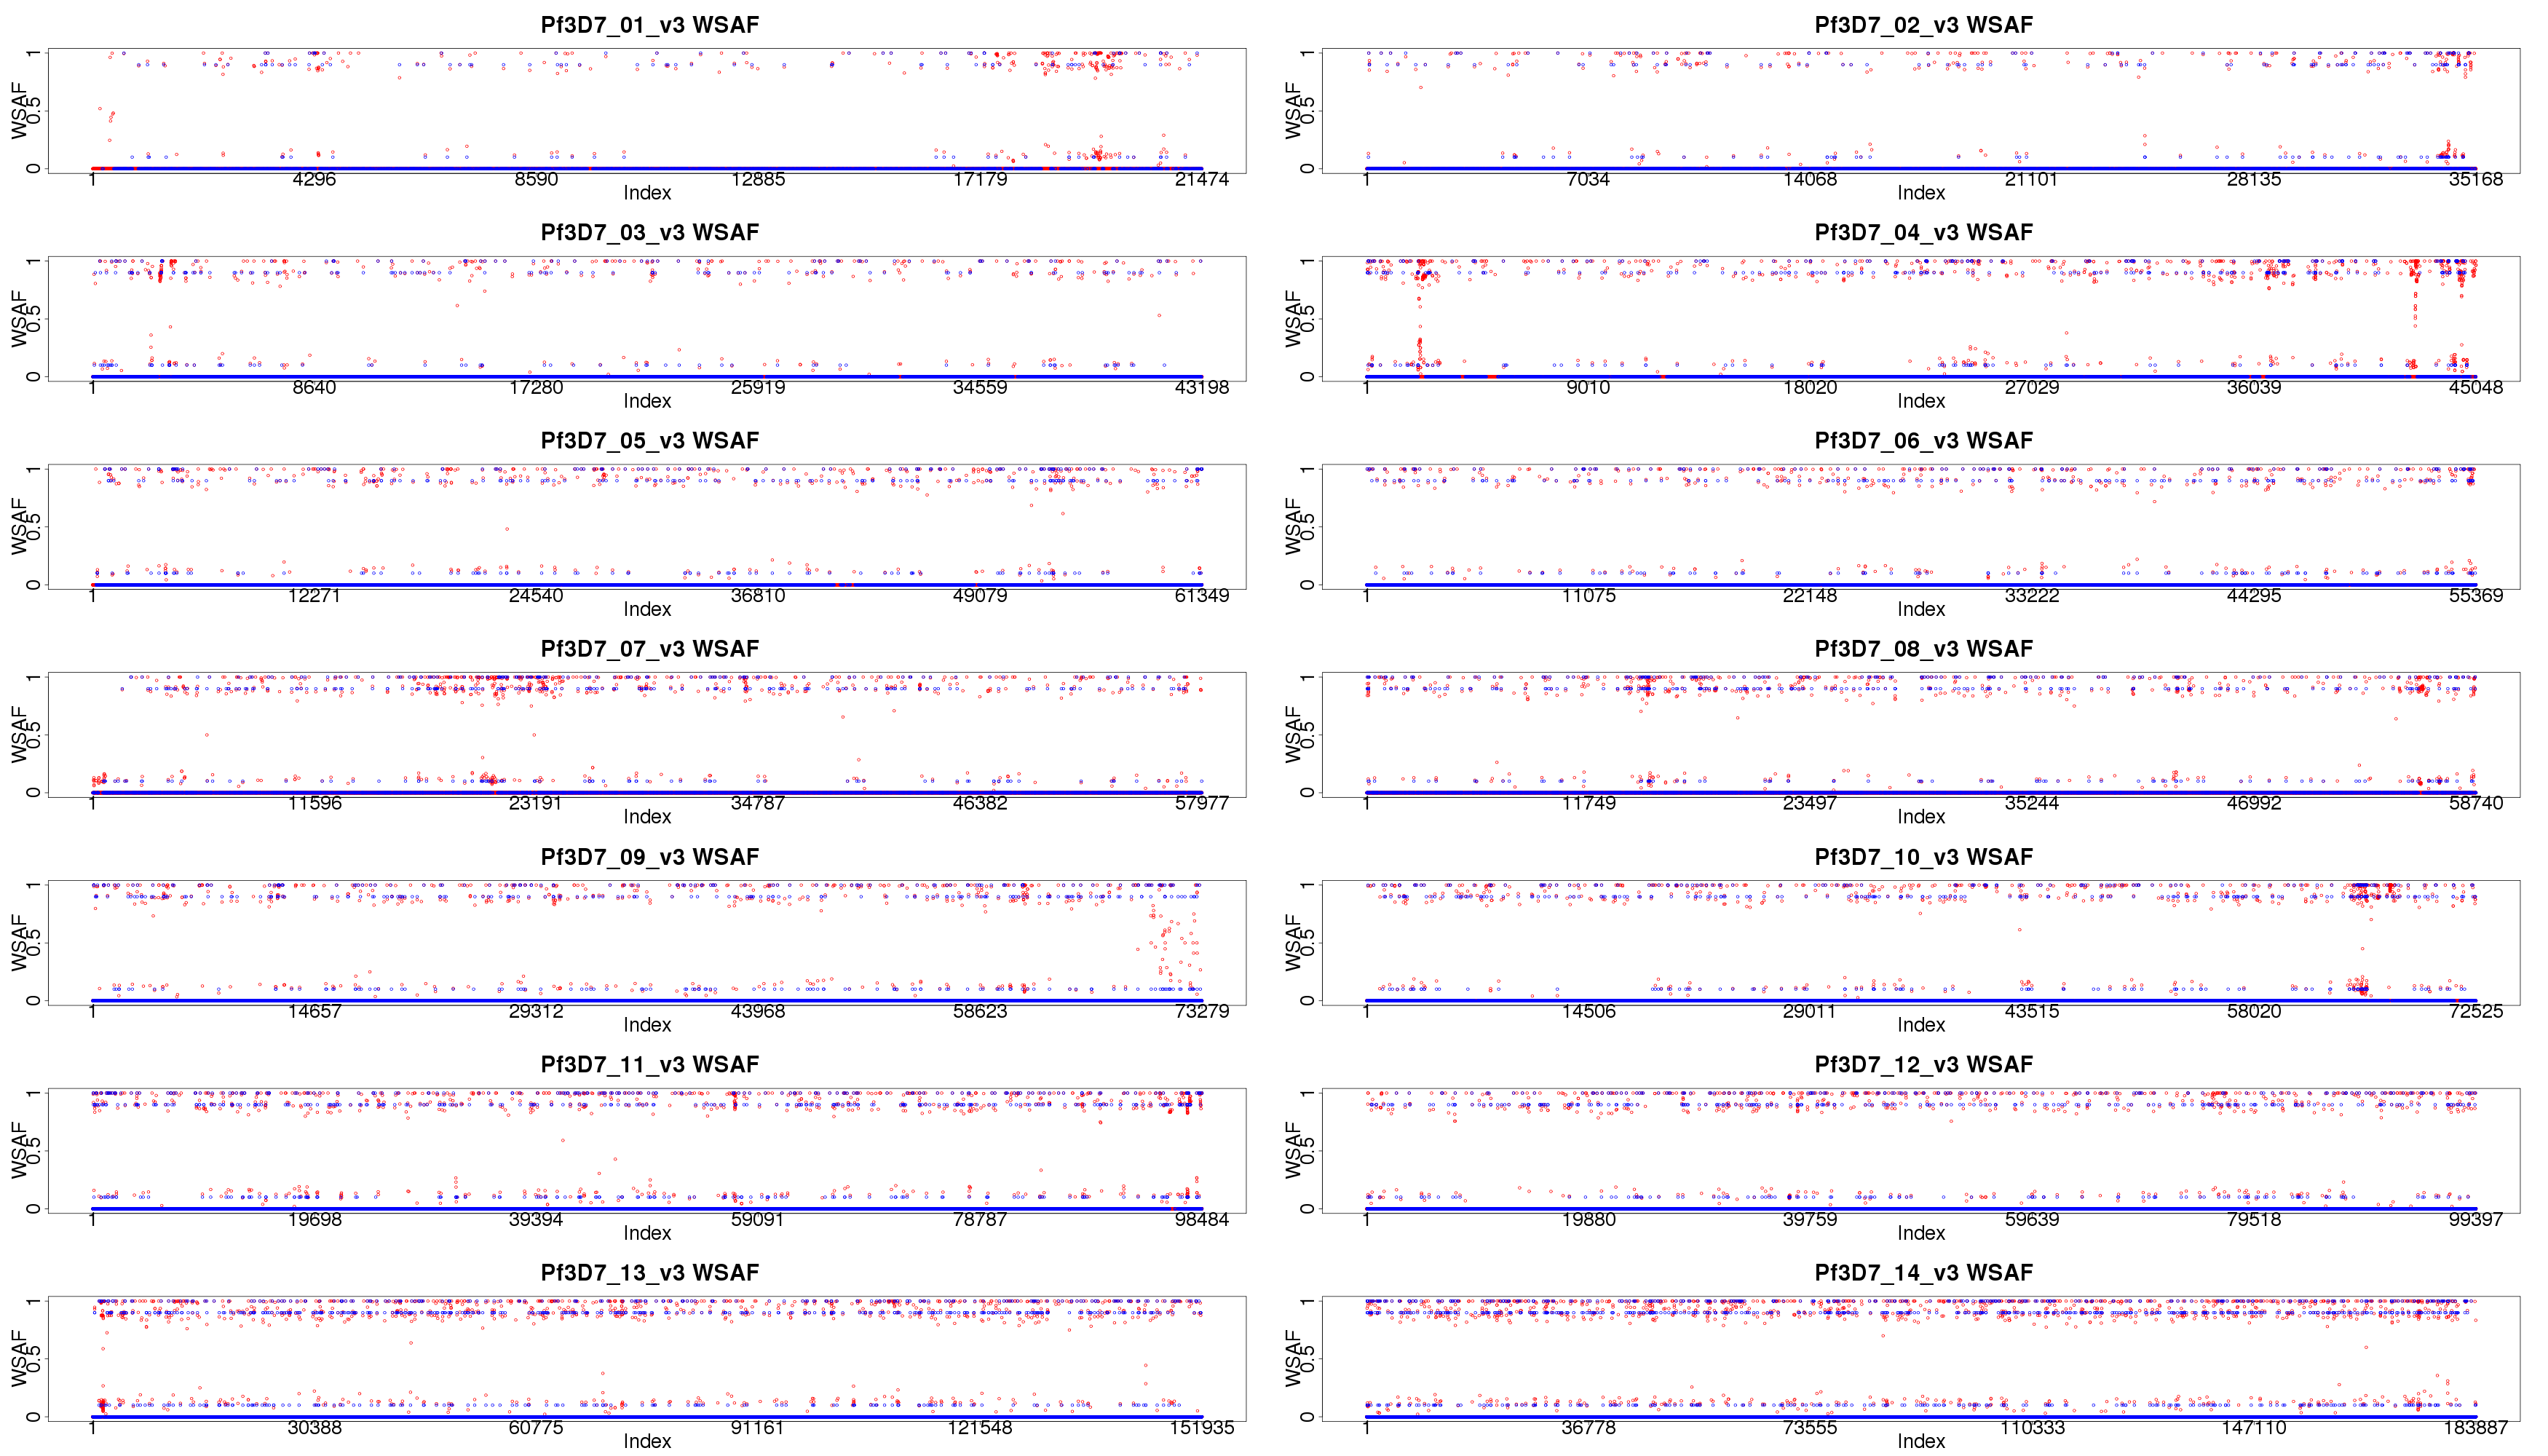 Pf3D7_01_v3 WSAF
WSAF
0 0.5 1
1 4296 8590 12885 17179 21474
Index
Pf3D7_02_v3 WSAF
WSAF
0 0.5 1
1 7034 14068 21101 28135 35168
Index
Pf3D7_03_v3 WSAF
WSAF
0 0.5 1
1 8640 17280 25919 34559 43198
Index
Pf3D7_04_v3 WSAF
WSAF
0 0.5 1
1 9010 18020 27029 36039 45048
Index
Pf3D7_05_v3 WSAF
WSAF
0 0.5 1
1 12271 24540 36810 49079 61349
Index
Pf3D7_06_v3 WSAF
WSAF
0 0.5 1
1 11075 22148 33222 44295 55369
Index
Pf3D7_07_v3 WSAF
WSAF
0 0.5 1
1 11596 23191 34787 46382 57977
Index
Pf3D7_08_v3 WSAF
WSAF
0 0.5 1
1 11749 23497 35244 46992 58740
Index
Pf3D7_09_v3 WSAF
WSAF
0 0.5 1
1 14657 29312 43968 58623 73279
Index
Pf3D7_10_v3 WSAF
WSAF
0 0.5 1
1 14506 29011 43515 58020 72525
Index
Pf3D7_11_v3 WSAF
WSAF
0 0.5 1
1 19698 39394 59091 78787 98484
Index
Pf3D7_12_v3 WSAF
WSAF
0 0.5 1
1 19880 39759 59639 79518 99397
Index
Pf3D7_13_v3 WSAF
WSAF
0 0.5 1
1 30388 60775 91161 121548 151935
Index
Pf3D7_14_v3 WSAF
WSAF
0 0.5 1
1 36778 73555 110333 147110 183887
Index